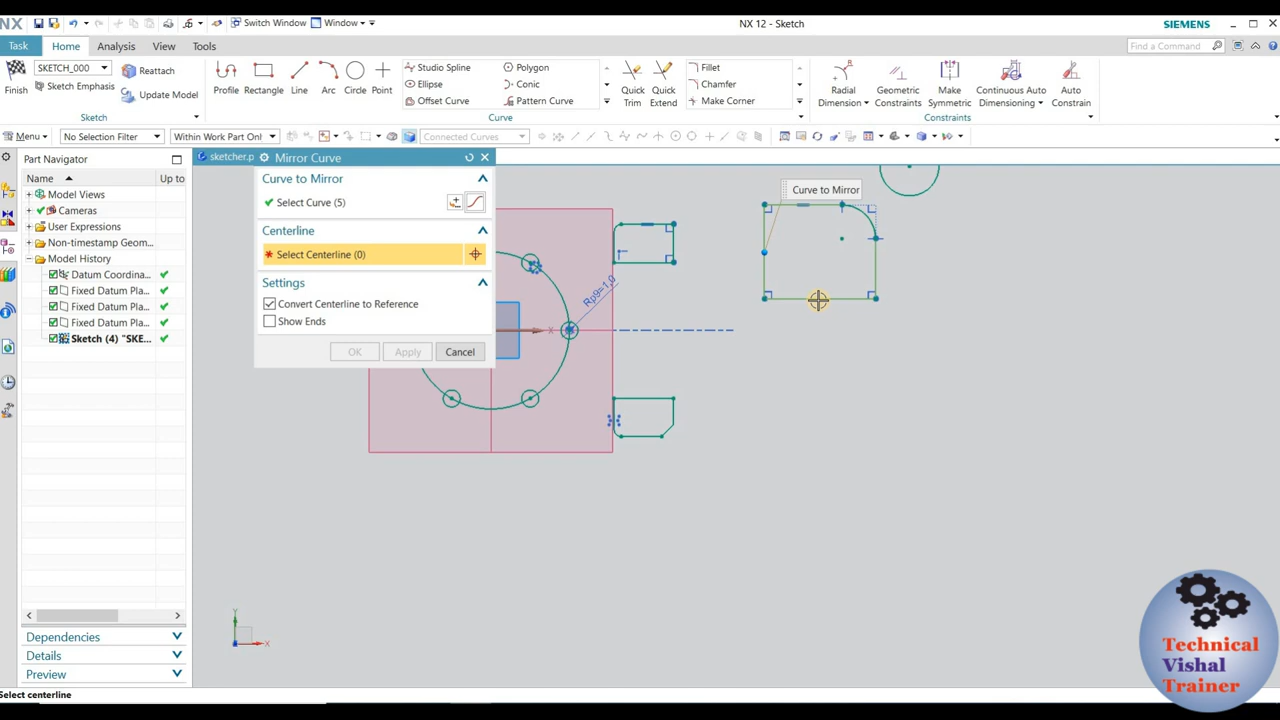 NX
Switch Window
Window
NX 12 - Sketch
SIEMENS
Task
Home
Analysis
View
Tools
Find a Command
SKETCH_000
Reattach
Finish
Sketch Emphasis
Update Model
Profile
Rectangle
Line
Arc
Circle
Point
Studio Spline
Polygon
Ellipse
Conic
Offset Curve
Pattern Curve
Quick Trim
Quick Extend
Fillet
Chamfer
Make Corner
Radial Dimension
Geometric Constraints
Make Symmetric
Continuous Auto Dimensioning
Auto Constrain
Sketch
Curve
Constraints
Menu
No Selection Filter
Within Work Part Onl
Connected Curves
Part Navigator
Name
Up to
Model Views
Cameras
User Expressions
Non-timestamp Geom...
Model History
Datum Coordina...
Fixed Datum Pla...
Fixed Datum Pla...
Fixed Datum Pla...
Sketch (4) "SKE...
Dependencies
Details
Preview
sketcher.p
Mirror Curve
Curve to Mirror
Select Curve (5)
Centerline
* Select Centerline (0)
Settings
Convert Centerline to Reference
Show Ends
OK
Apply
Cancel
Curve to Mirror
Rp9=1,0
X
Y
X
Technical
Vishal
Trainer
Select centerline